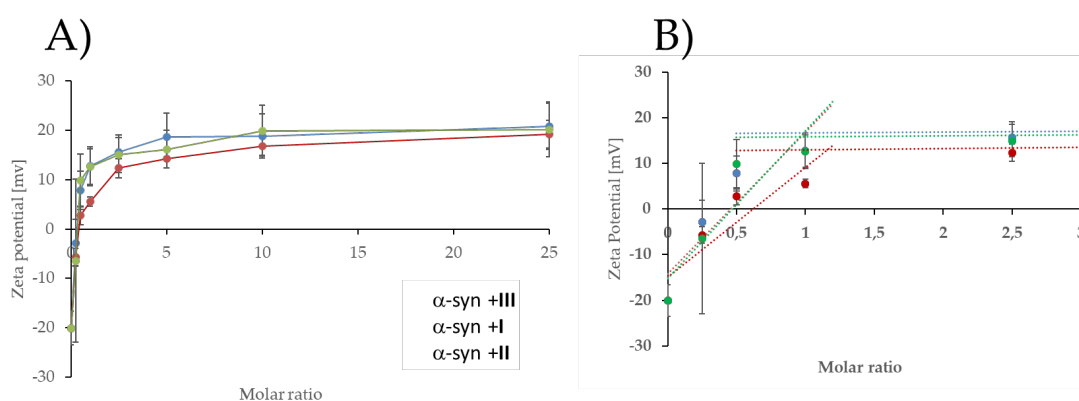 A)
30
20
10
0
-10
-20
-30
0 5 10 15 20 25
Zeta potential [mv]
Molar ratio
α-syn +III
α-syn +I
α-syn +II
B)
30
20
10
0
-10
-20
-30
0 0,5 1 1,5 2 2,5 3
Zeta Potential [mV]
Molar ratio